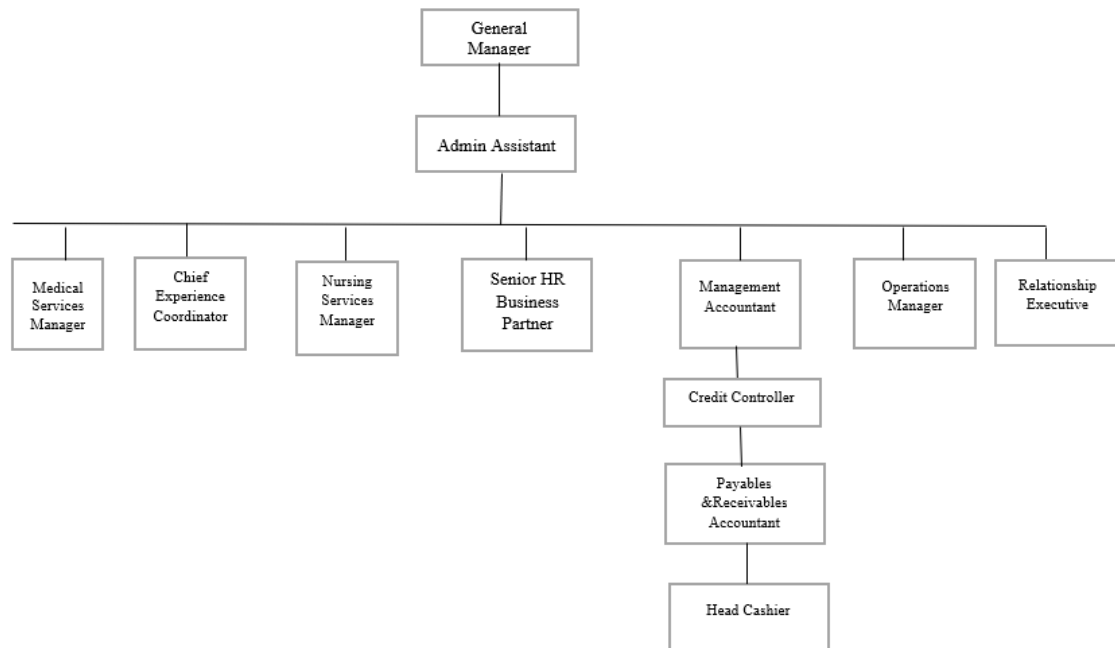 General
Manager
Admin Assistant
Medical
Services
Manager
Chief
Experience
Coordinator
Nursing
Services
Manager
Senior HR
Business
Partner
Management
Accountant
Operations
Manager
Relationship
Executive
Credit Controller
Payables
&Receivables
Accountant
Head Cashier